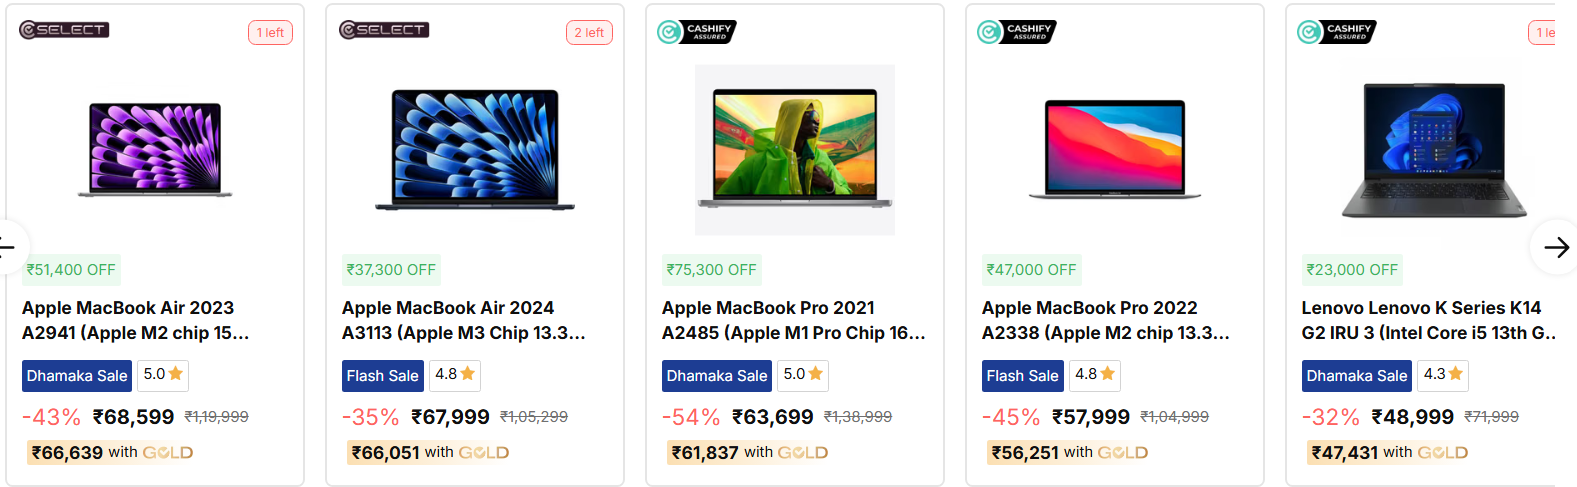 SELECT
1 left
₹51,400 OFF
Apple MacBook Air 2023
A2941 (Apple M2 chip 15...
Dhamaka Sale
5.0
-43% ₹68,599 ₹1,19,999
₹66,639 with GOLD
SELECT
2 left
₹37,300 OFF
Apple MacBook Air 2024
A3113 (Apple M3 Chip 13.3...
Flash Sale
4.8
-35% ₹67,999 ₹1,05,299
₹66,051 with GOLD
CASHIFY
ASSURED
₹75,300 OFF
Apple MacBook Pro 2021
A2485 (Apple M1 Pro Chip 16...
Dhamaka Sale
5.0
-54% ₹63,699 ₹1,38,999
₹61,837 with GOLD
CASHIFY
ASSURED
₹47,000 OFF
Apple MacBook Pro 2022
A2338 (Apple M2 chip 13.3...
Flash Sale
4.8
-45% ₹57,999 ₹1,04,999
₹56,251 with GOLD
CASHIFY
ASSURED
1 le
₹23,000 OFF
Lenovo Lenovo K Series K14
G2 IRU 3 (Intel Core i5 13th G..
Dhamaka Sale
4.3
-32% ₹48,999 ₹71,999
₹47,431 with GOLD